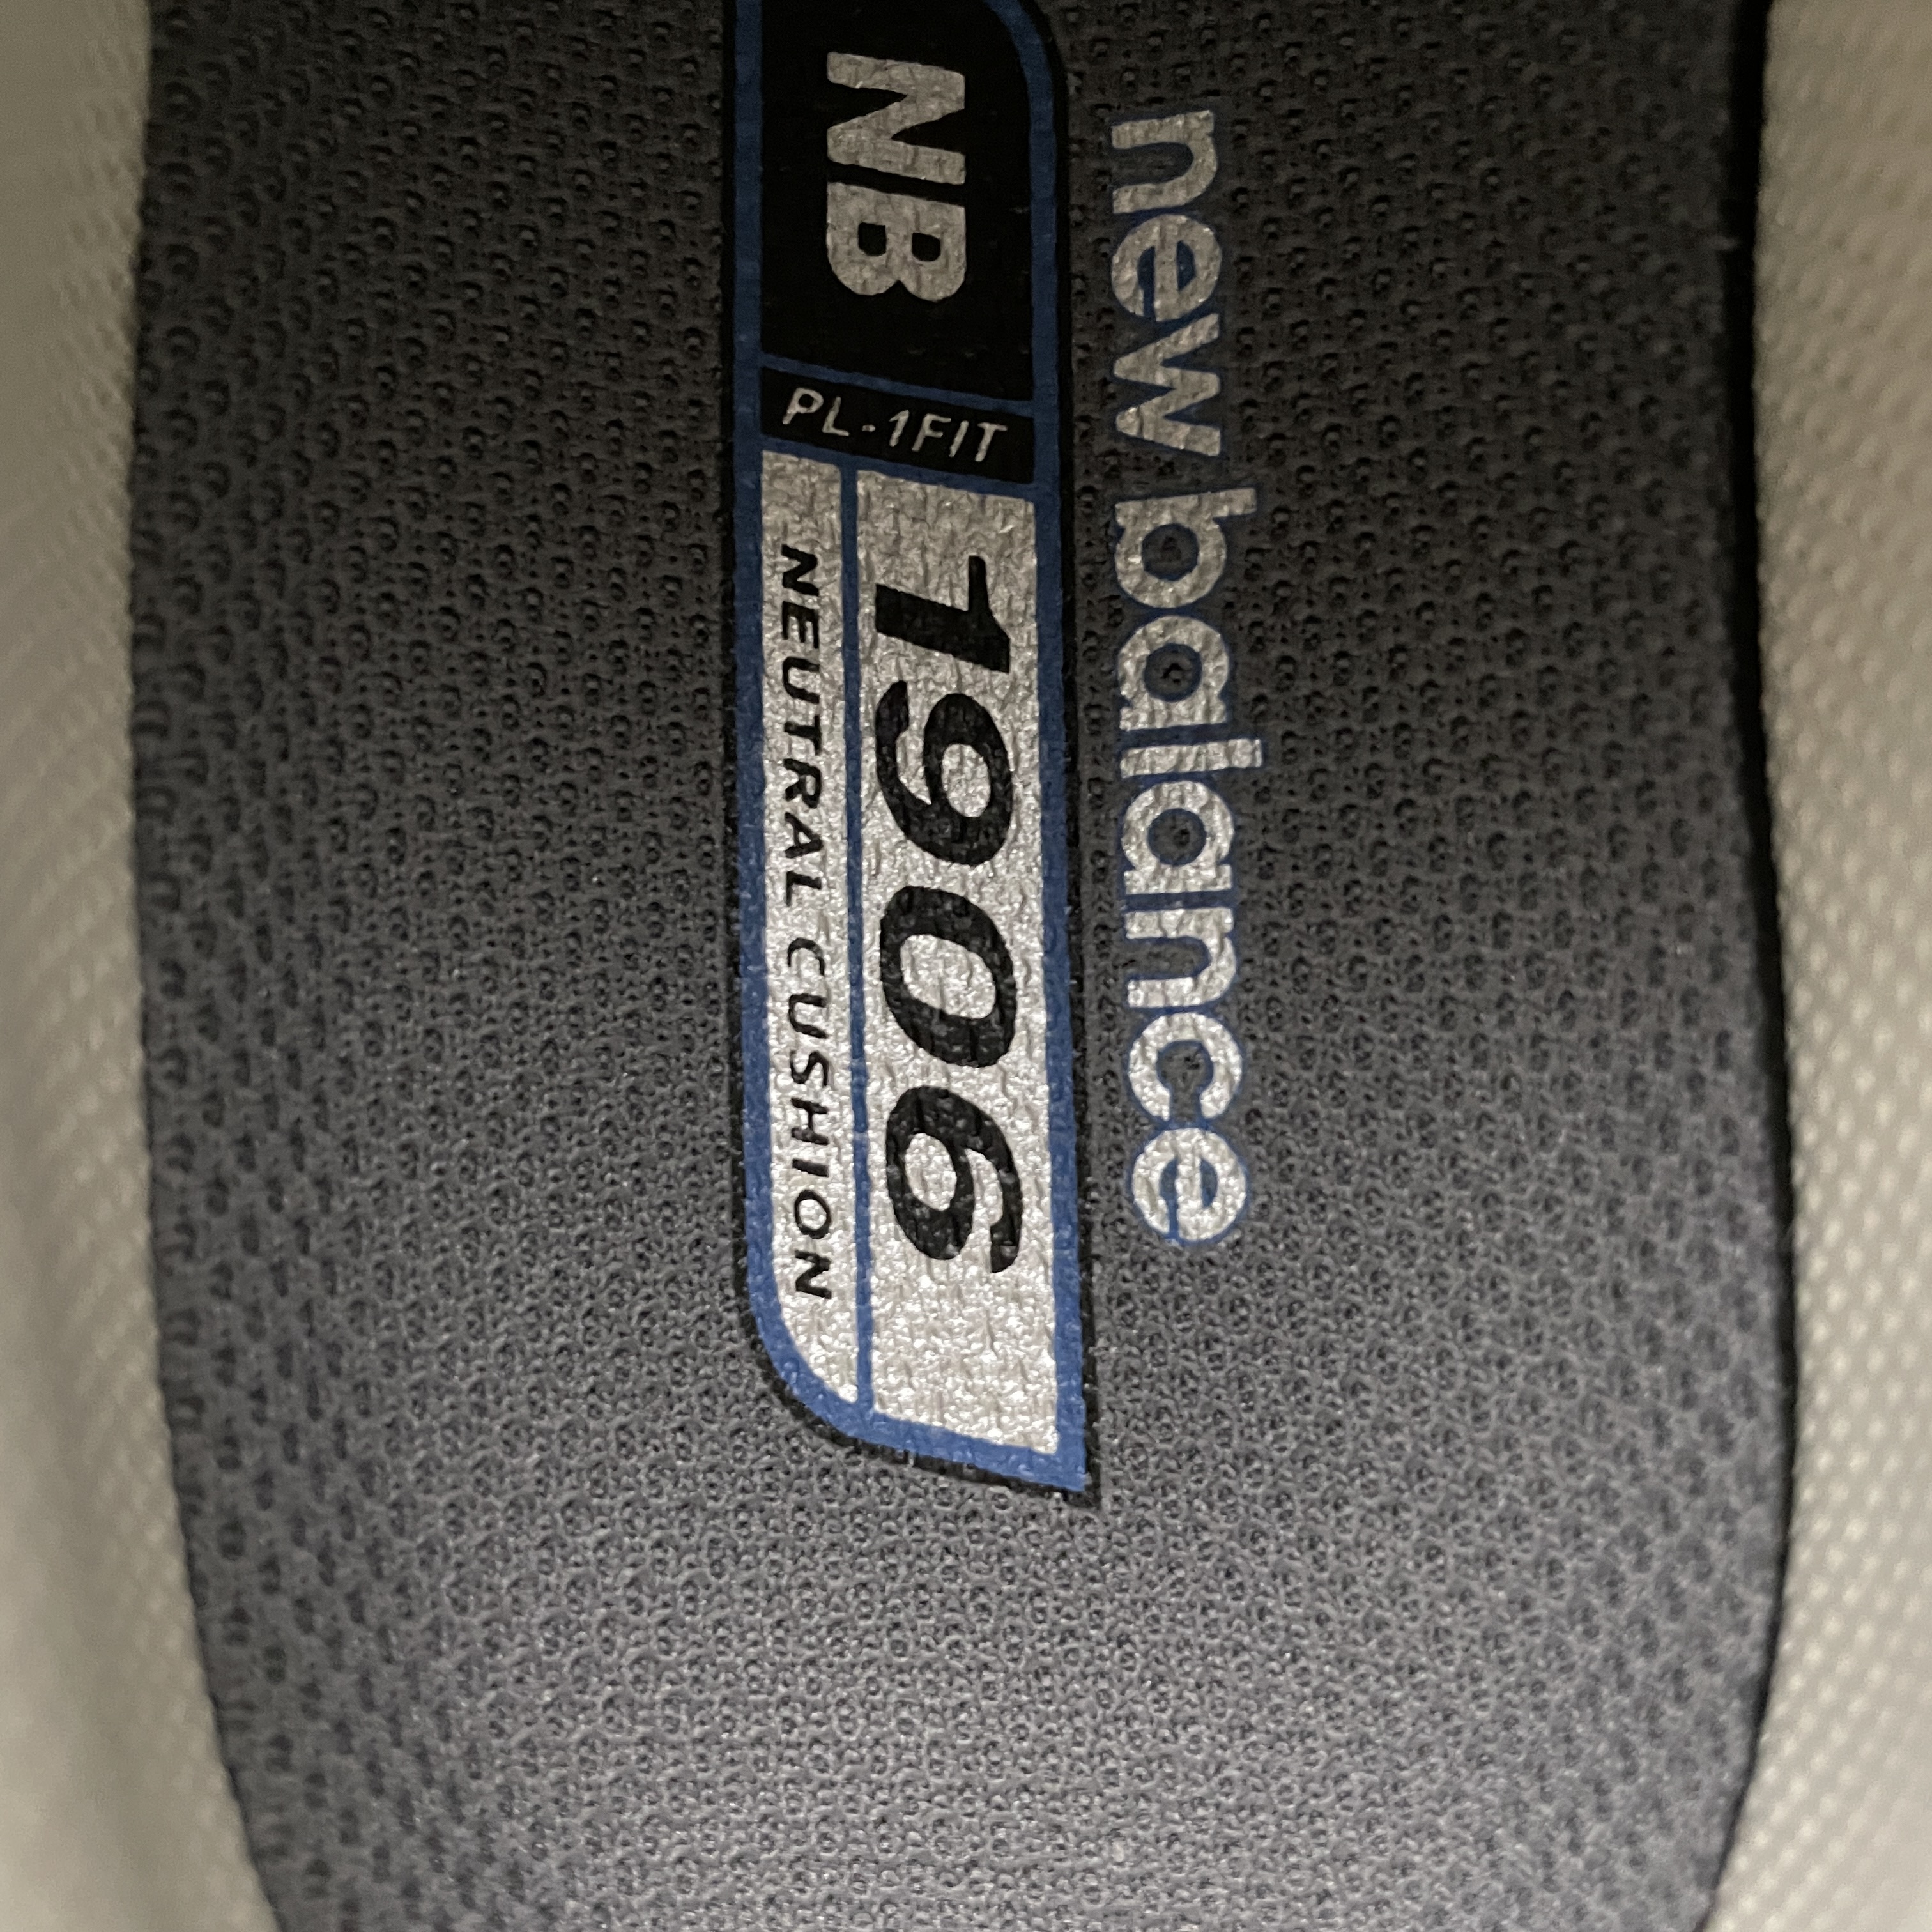 new balance
NB
PL-1FIT
1906
NEUTRAL CUSHION